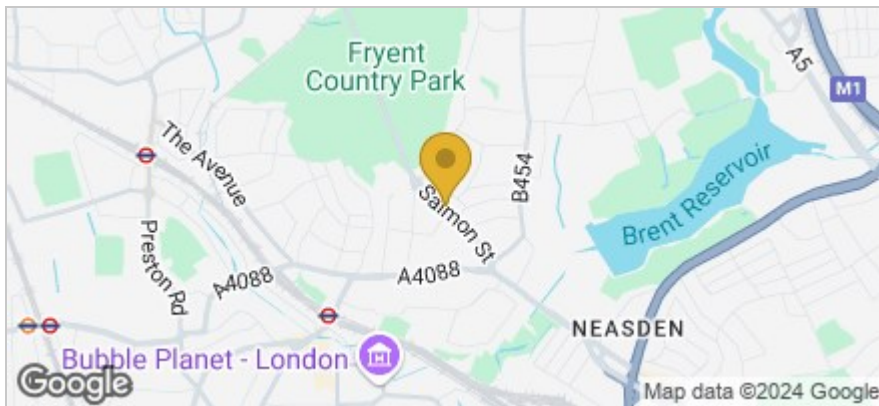 Fryent
Country Park
A5
M1
The Avenue
B454
Salmon St
Brent Reservoir
Preston Rd
A4088
A4088
NEASDEN
Bubble Planet - London
Google
Map data ©2024 Google